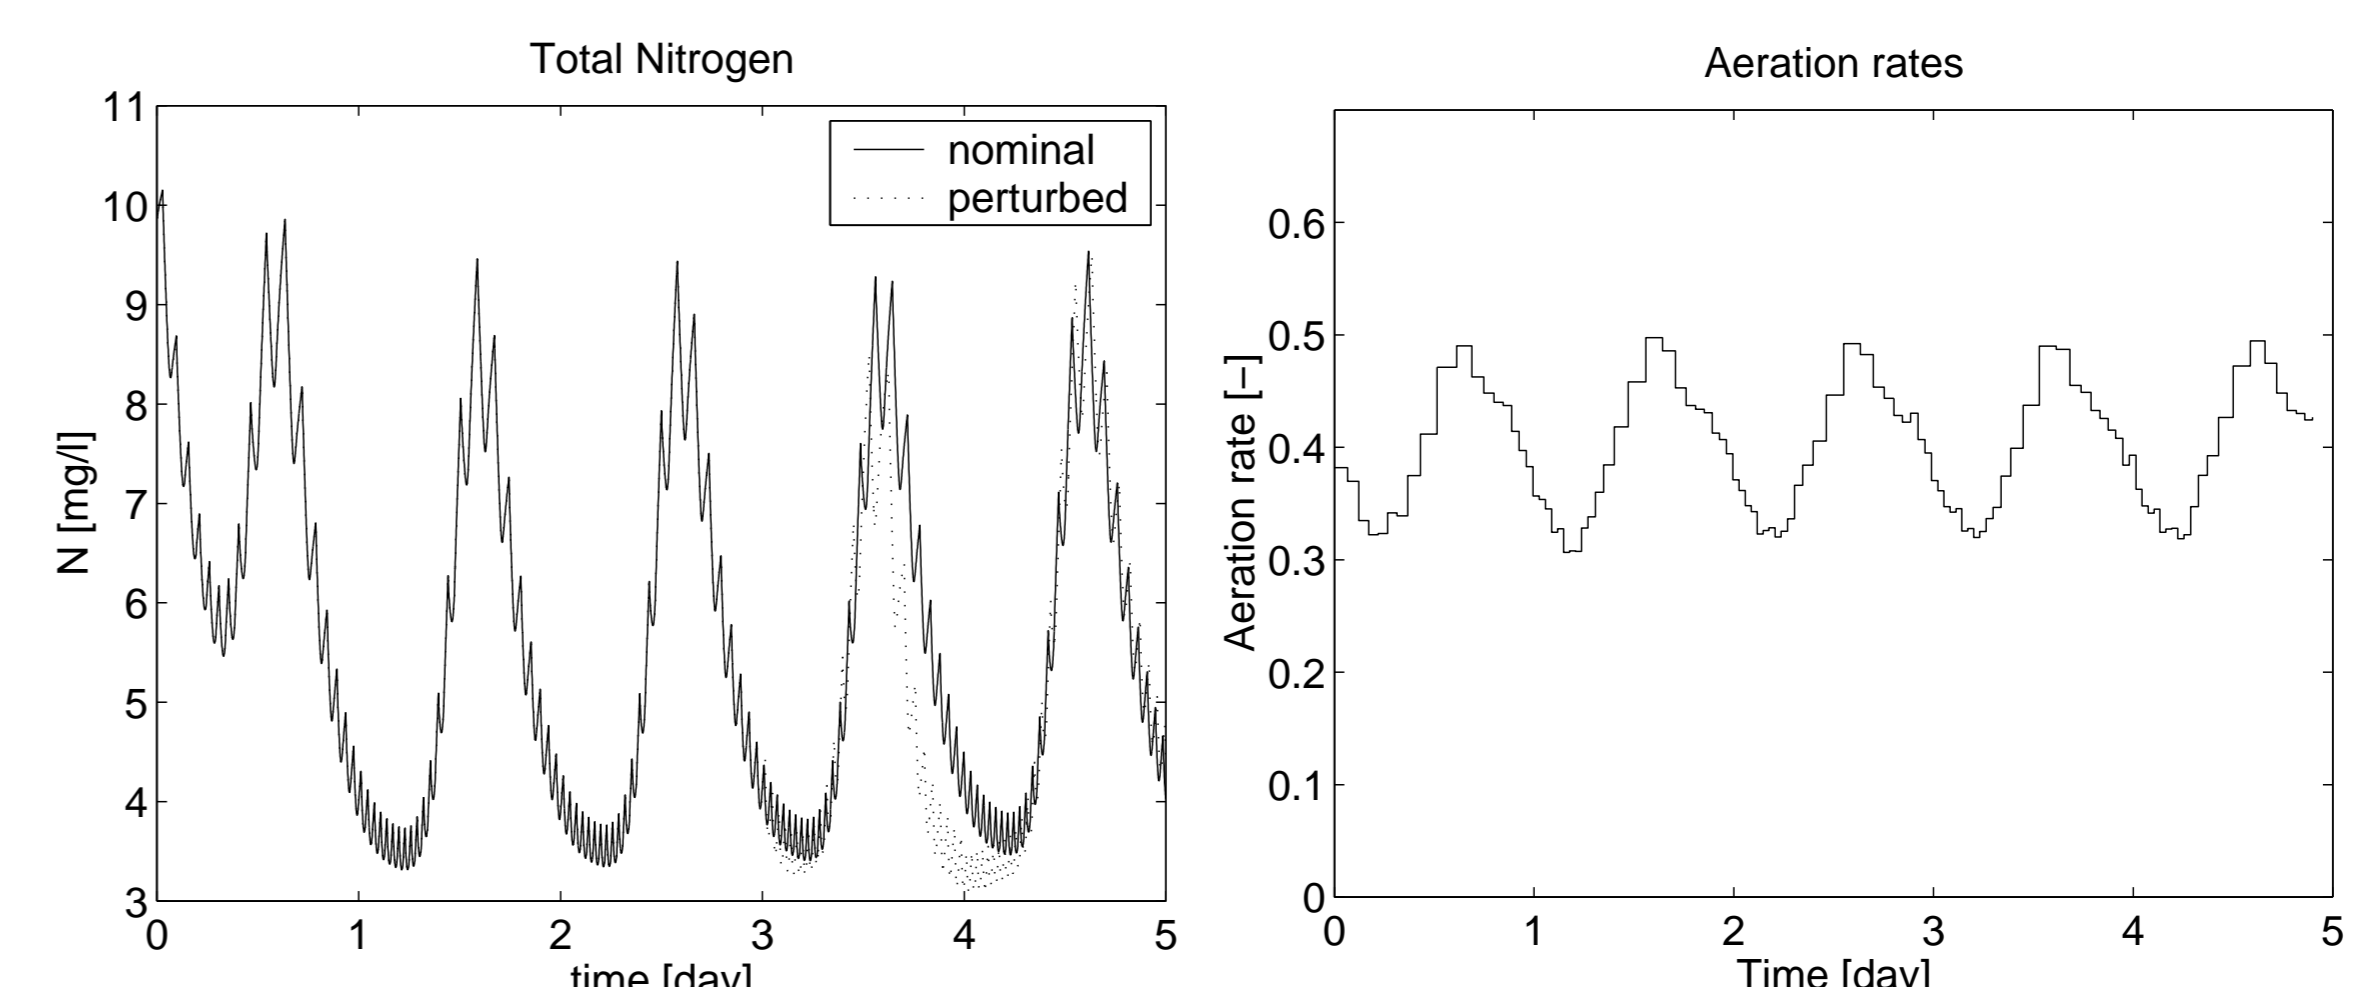 Total Nitrogen
11
10
9
8
7
6
5
4
3
N [mg/l]
nominal
perturbed
0 1 2 3 4 5
time [day]
Aeration rates
0.6
0.5
0.4
0.3
0.2
0.1
0
Aeration rate [−]
0 1 2 3 4 5
Time [day]